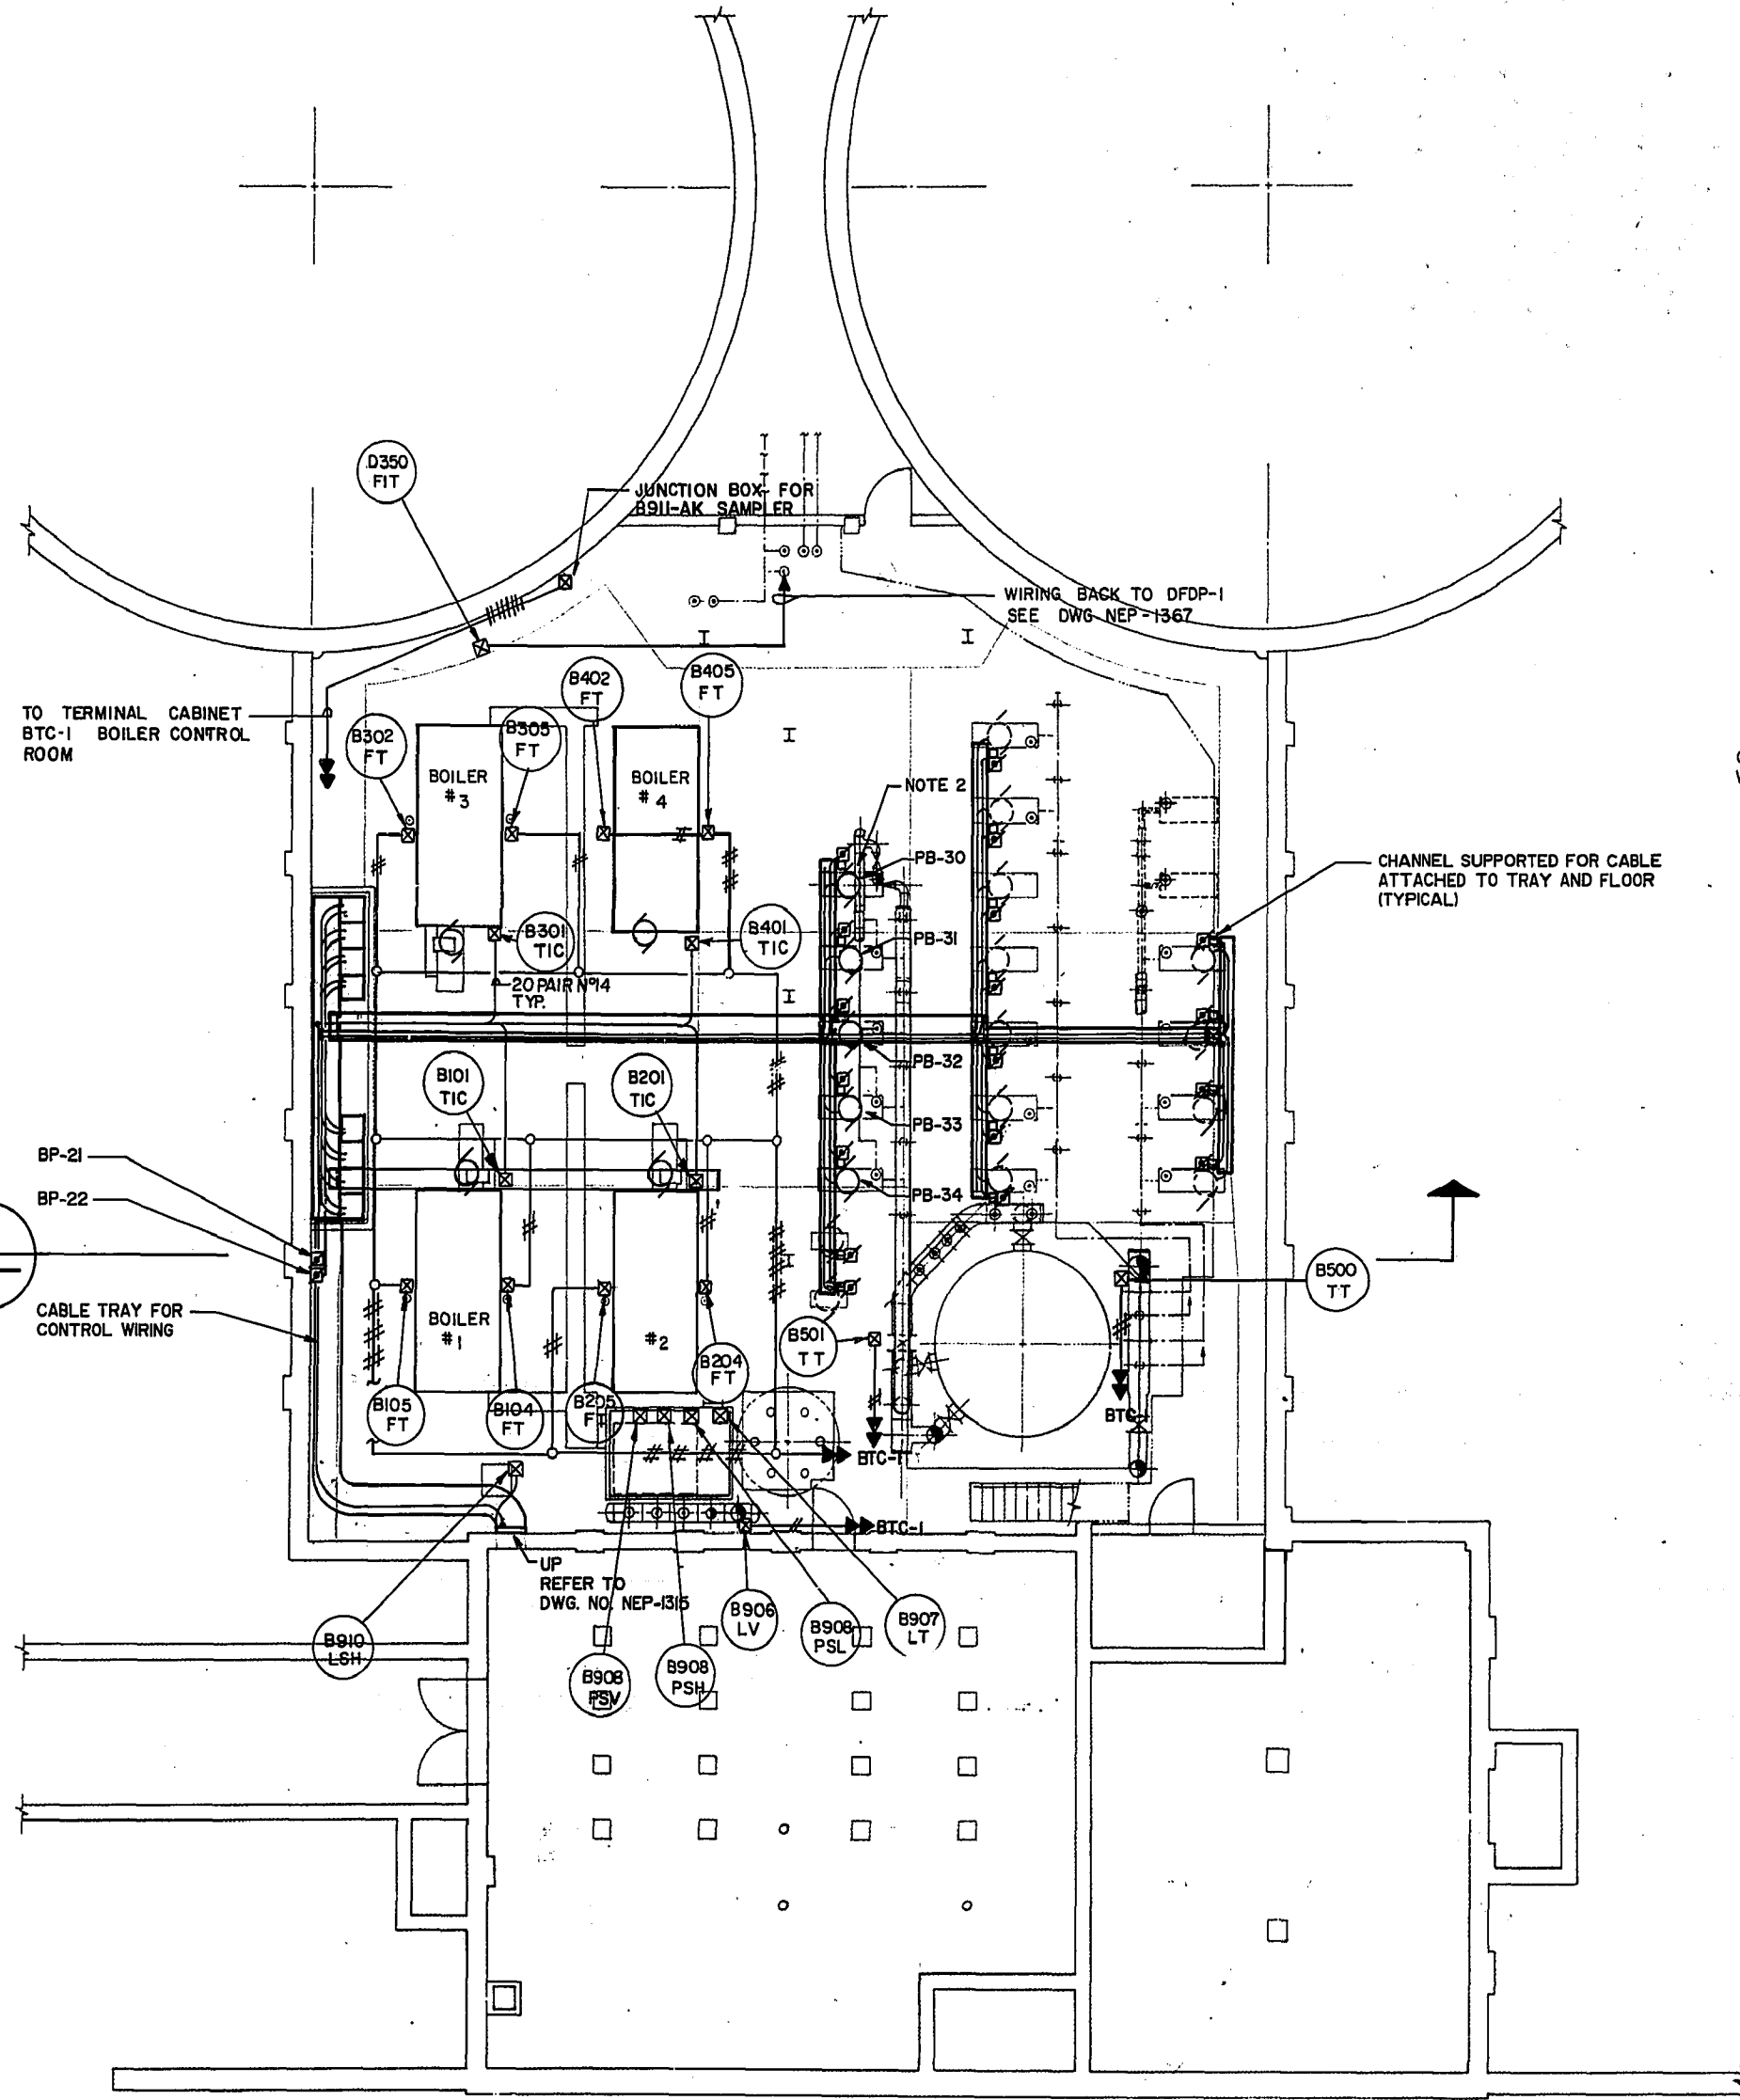 D350
FIT
JUNCTION BOX FOR
B911-AK SAMPLER
WIRING BACK TO DFDP-1
SEE DWG NEP-1367
TO TERMINAL CABINET
BTC-1 BOILER CONTROL
ROOM
B302
FT
B305
FT
B402
FT
B405
FT
BOILER
#3
BOILER
#4
NOTE 2
PB-30
PB-31
PB-32
PB-33
PB-34
CHANNEL SUPPORTED FOR CABLE
ATTACHED TO TRAY AND FLOOR
(TYPICAL)
B301
TIC
B401
TIC
20 PAIR Nº14
TYP.
B101
TIC
B201
TIC
BP-21
BP-22
CABLE TRAY FOR
CONTROL WIRING
BOILER
#1
#2
B500
TT
B501
TT
B204
FT
B105
FT
B104
FT
B205
FT
BTC-1
BTC-1
BTC-1
UP
REFER TO
DWG. NO. NEP-1315
B910
LSH
B908
PSV
B908
PSH
B906
LV
B908
PSL
B907
LT